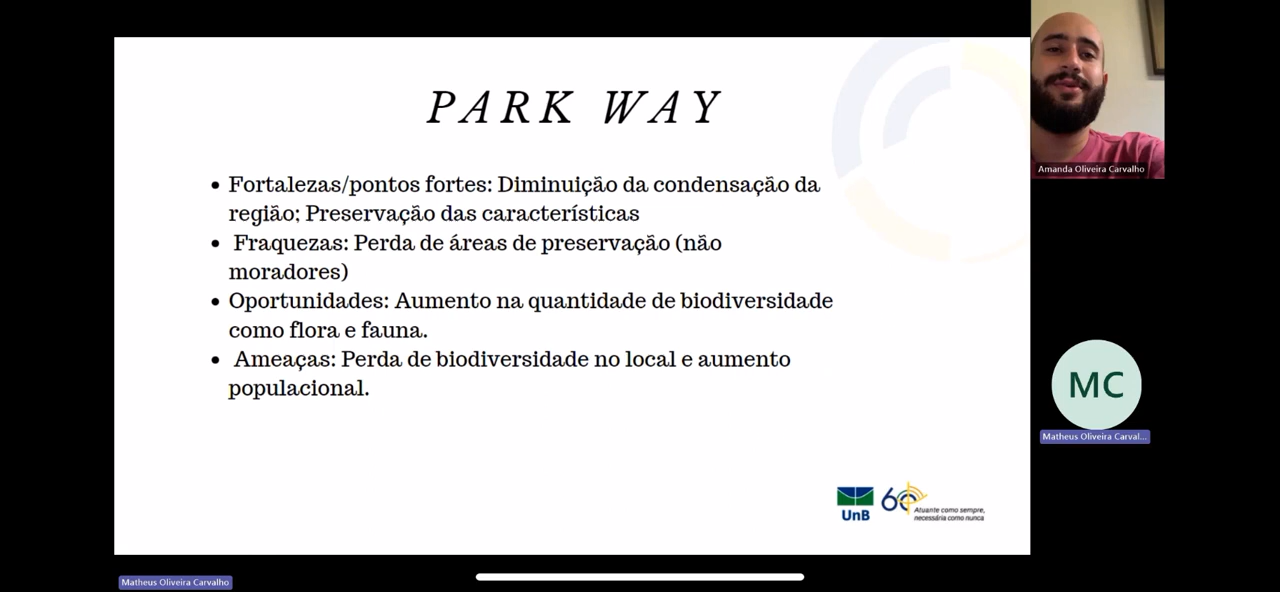 PARK WAY
• Fortalezas/pontos fortes: Diminuição da condensação da
região; Preservação das características
• Fraquezas: Perda de áreas de preservação (não
moradores)
• Oportunidades: Aumento na quantidade de biodiversidade
como flora e fauna.
• Ameaças: Perda de biodiversidade no local e aumento
populacional.
UnB
60
Atuante como sempre,
necessária como nunca
Amanda Oliveira Carvalho
MC
Matheus Oliveira Carval...
Matheus Oliveira Carvalho